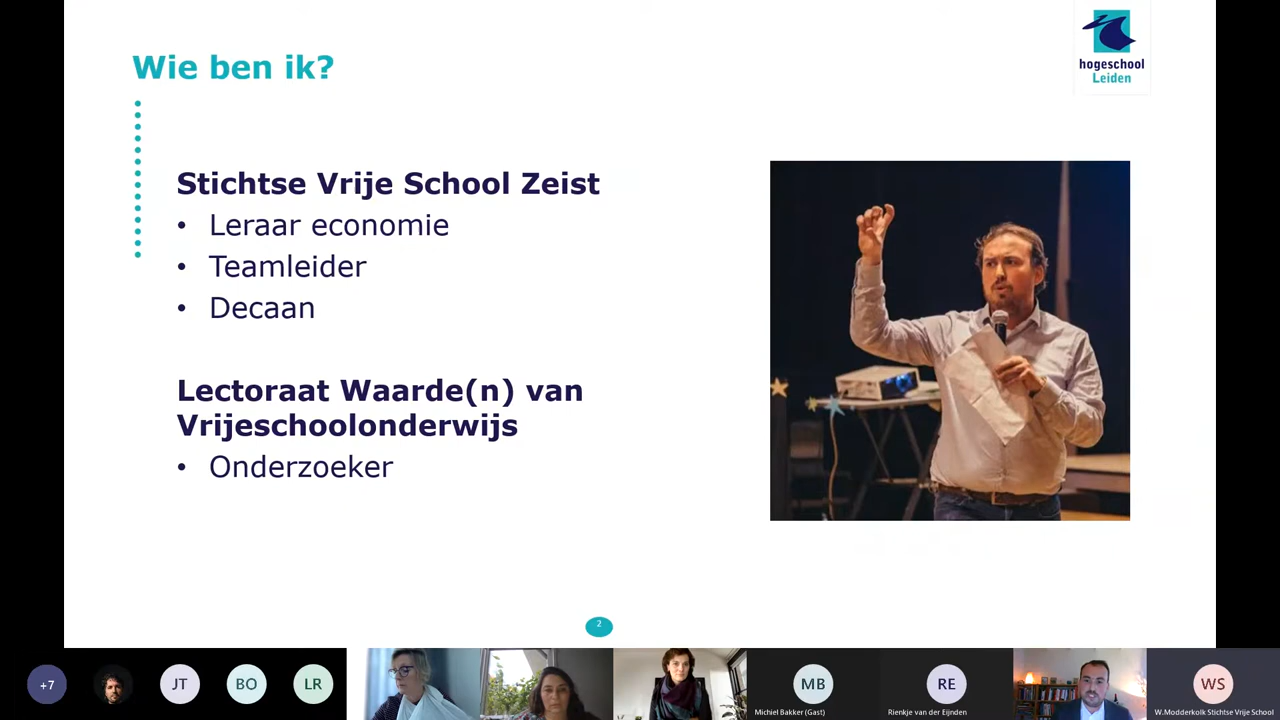 Wie ben ik?
hogeschool
Leiden
Stichtse Vrije School Zeist
• Leraar economie
• Teamleider
• Decaan
Lectoraat Waarde(n) van
Vrijeschoolonderwijs
• Onderzoeker
2
+7
JT
BO
LR
MB
Michiel Bakker (Gast)
RE
Rienkje van der Eijnden
WS
W.Modderkolk Stichtse Vrije School